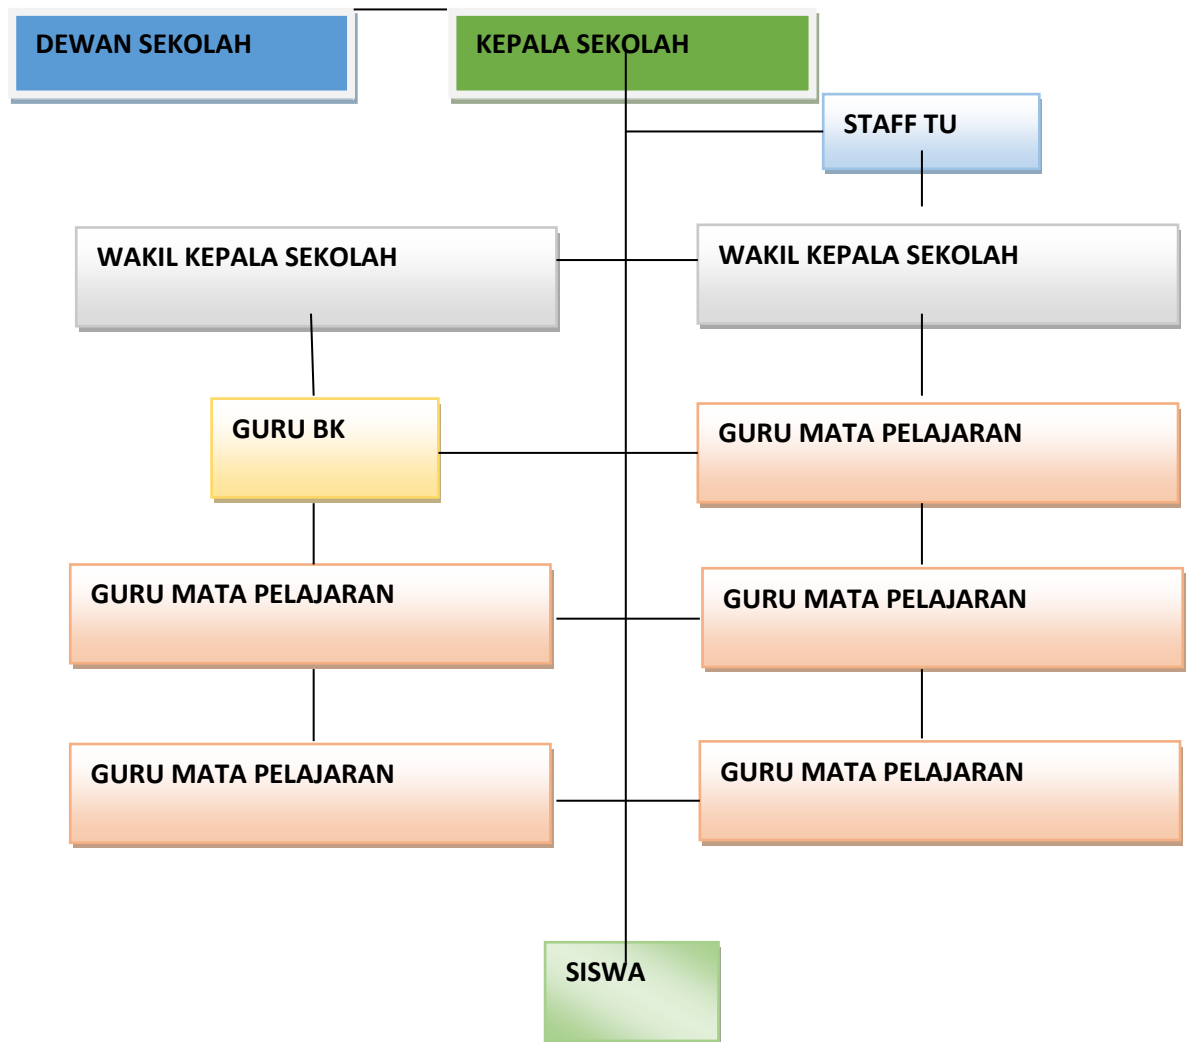 DEWAN SEKOLAH
KEPALA SEKOLAH
STAFF TU
WAKIL KEPALA SEKOLAH
WAKIL KEPALA SEKOLAH
GURU BK
GURU MATA PELAJARAN
GURU MATA PELAJARAN
GURU MATA PELAJARAN
GURU MATA PELAJARAN
GURU MATA PELAJARAN
SISWA